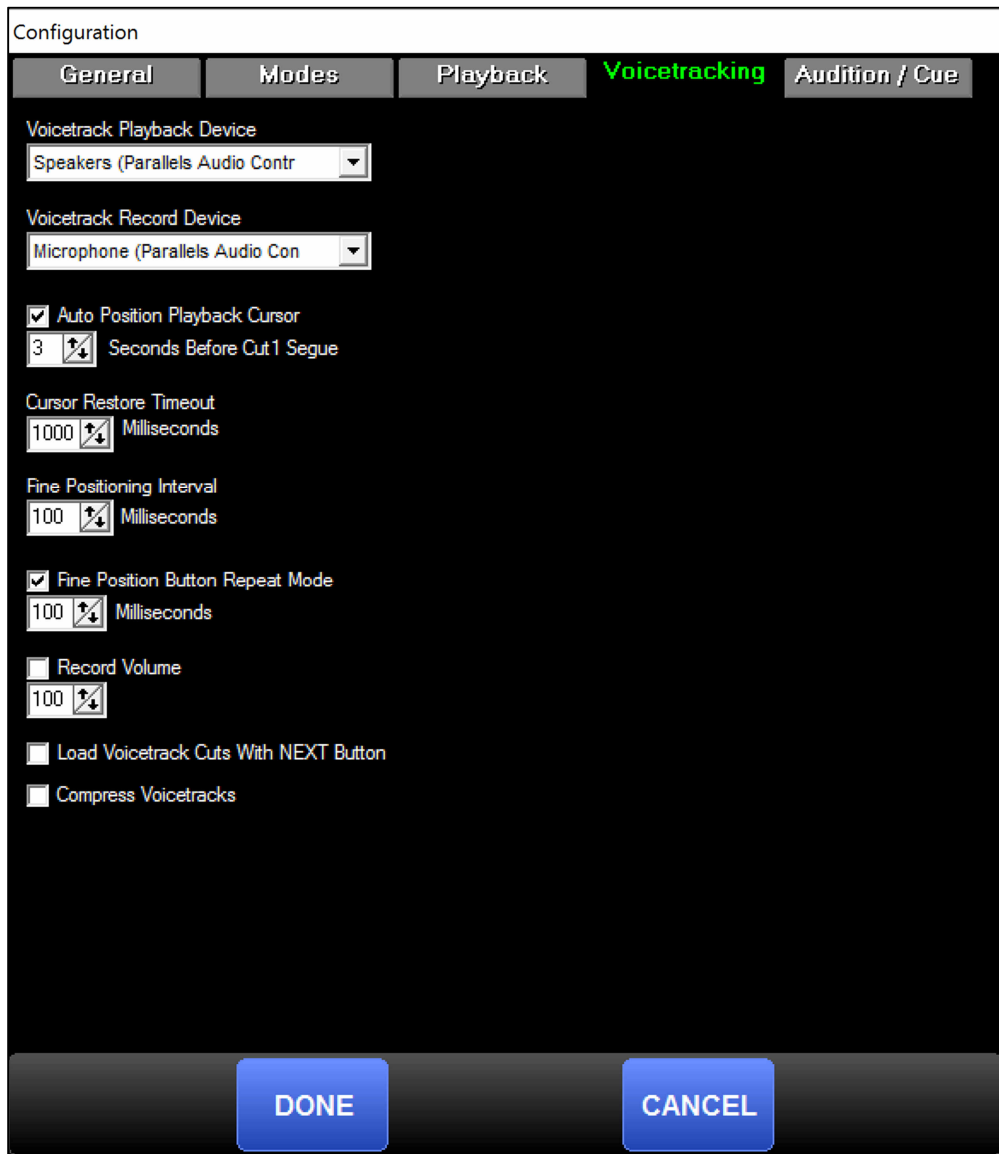 Configuration
General Modes Playback Voicetracking Audition / Cue
Voicetrack Playback Device
Speakers (Parallels Audio Contr
Voicetrack Record Device
Microphone (Parallels Audio Con
Auto Position Playback Cursor
3 Seconds Before Cut1 Segue
Cursor Restore Timeout
1000 Milliseconds
Fine Positioning Interval
100 Milliseconds
Fine Position Button Repeat Mode
100 Milliseconds
Record Volume
100
Load Voicetrack Cuts With NEXT Button
Compress Voicetracks
DONE CANCEL